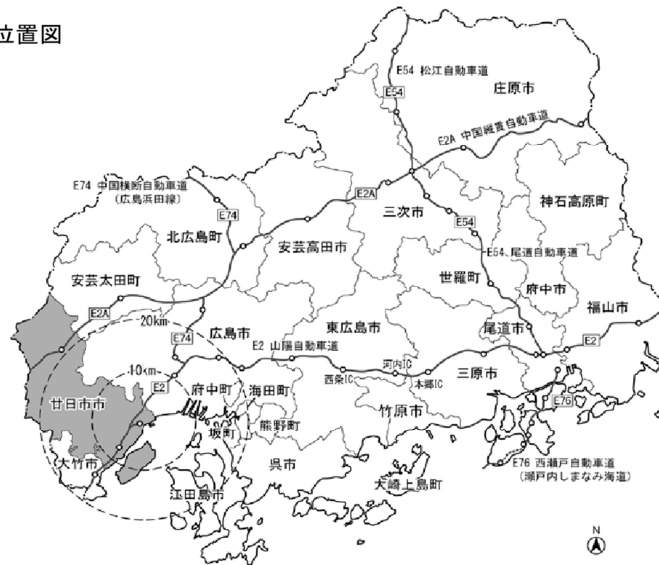 位置図
E54 松江自動車道
E54
庄原市
E2A 中国縦貫自動車道
E74 中国横断自動車道
(広島浜田線)
E2A
神石高原町
E74
三次市
北広島町
E54
安芸高田市
E54 尾道自動車道
世羅町
安芸太田町
府中市
福山市
E2A
20km
広島市
東広島市
尾道市
E74
E2 山陽自動車道
E2
河内IC
三原市
10km
E2
西条IC
本郷IC
府中町
海田町
廿日市市
竹原市
E76
坂町
熊野町
大竹市
呉市
E76 西瀬戸自動車道
(瀬戸内しまなみ海道)
江田島市
大崎上島町
N